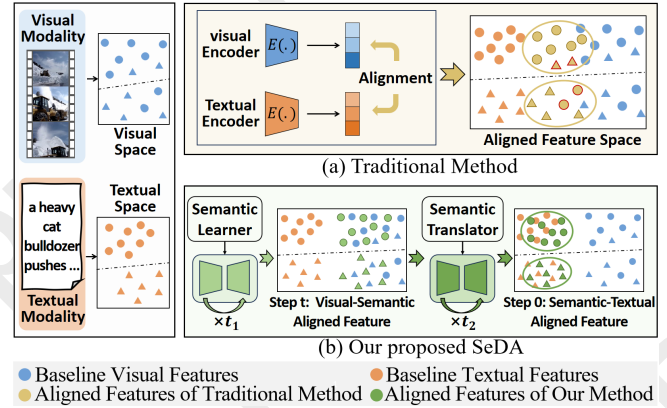 Visual
Modality
Visual
Space
a heavy
cat
bulldozer
pushes ...
Textual
Modality
Textual
Space
visual
Encoder
E(.)
Textual
Encoder
E(.)
Alignment
Aligned Feature Space
(a) Traditional Method
Semantic
Learner
×t₁
Step t: Visual-Semantic
Aligned Feature
Semantic
Translator
×t₂
Step 0: Semantic-Textual
Aligned Feature
(b) Our proposed SeDA
Baseline Visual Features
Baseline Textual Features
Aligned Features of Traditional Method
Aligned Features of Our Method